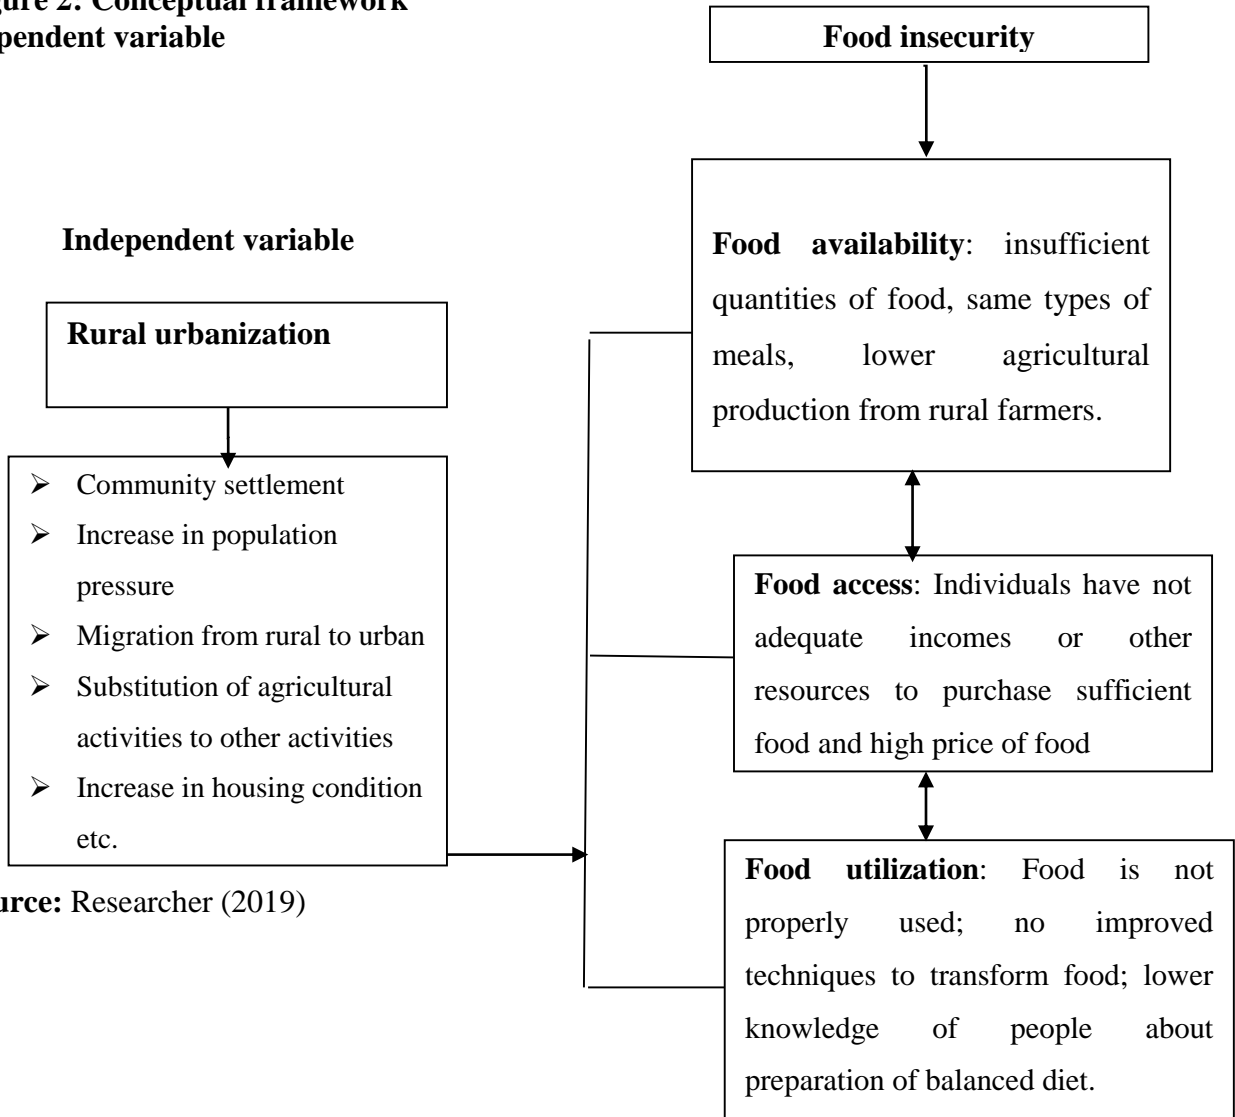 gure 2: Conceptual framework
pendent variable
Food insecurity
Independent variable
Rural urbanization
➢ Community settlement
➢ Increase in population
pressure
➢ Migration from rural to urban
➢ Substitution of agricultural
activities to other activities
➢ Increase in housing condition
etc.
urce: Researcher (2019)
Food availability: insufficient
quantities of food, same types of
meals, lower agricultural
production from rural farmers.
Food access: Individuals have not
adequate incomes or other
resources to purchase sufficient
food and high price of food
Food utilization: Food is not
properly used; no improved
techniques to transform food; lower
knowledge of people about
preparation of balanced diet.